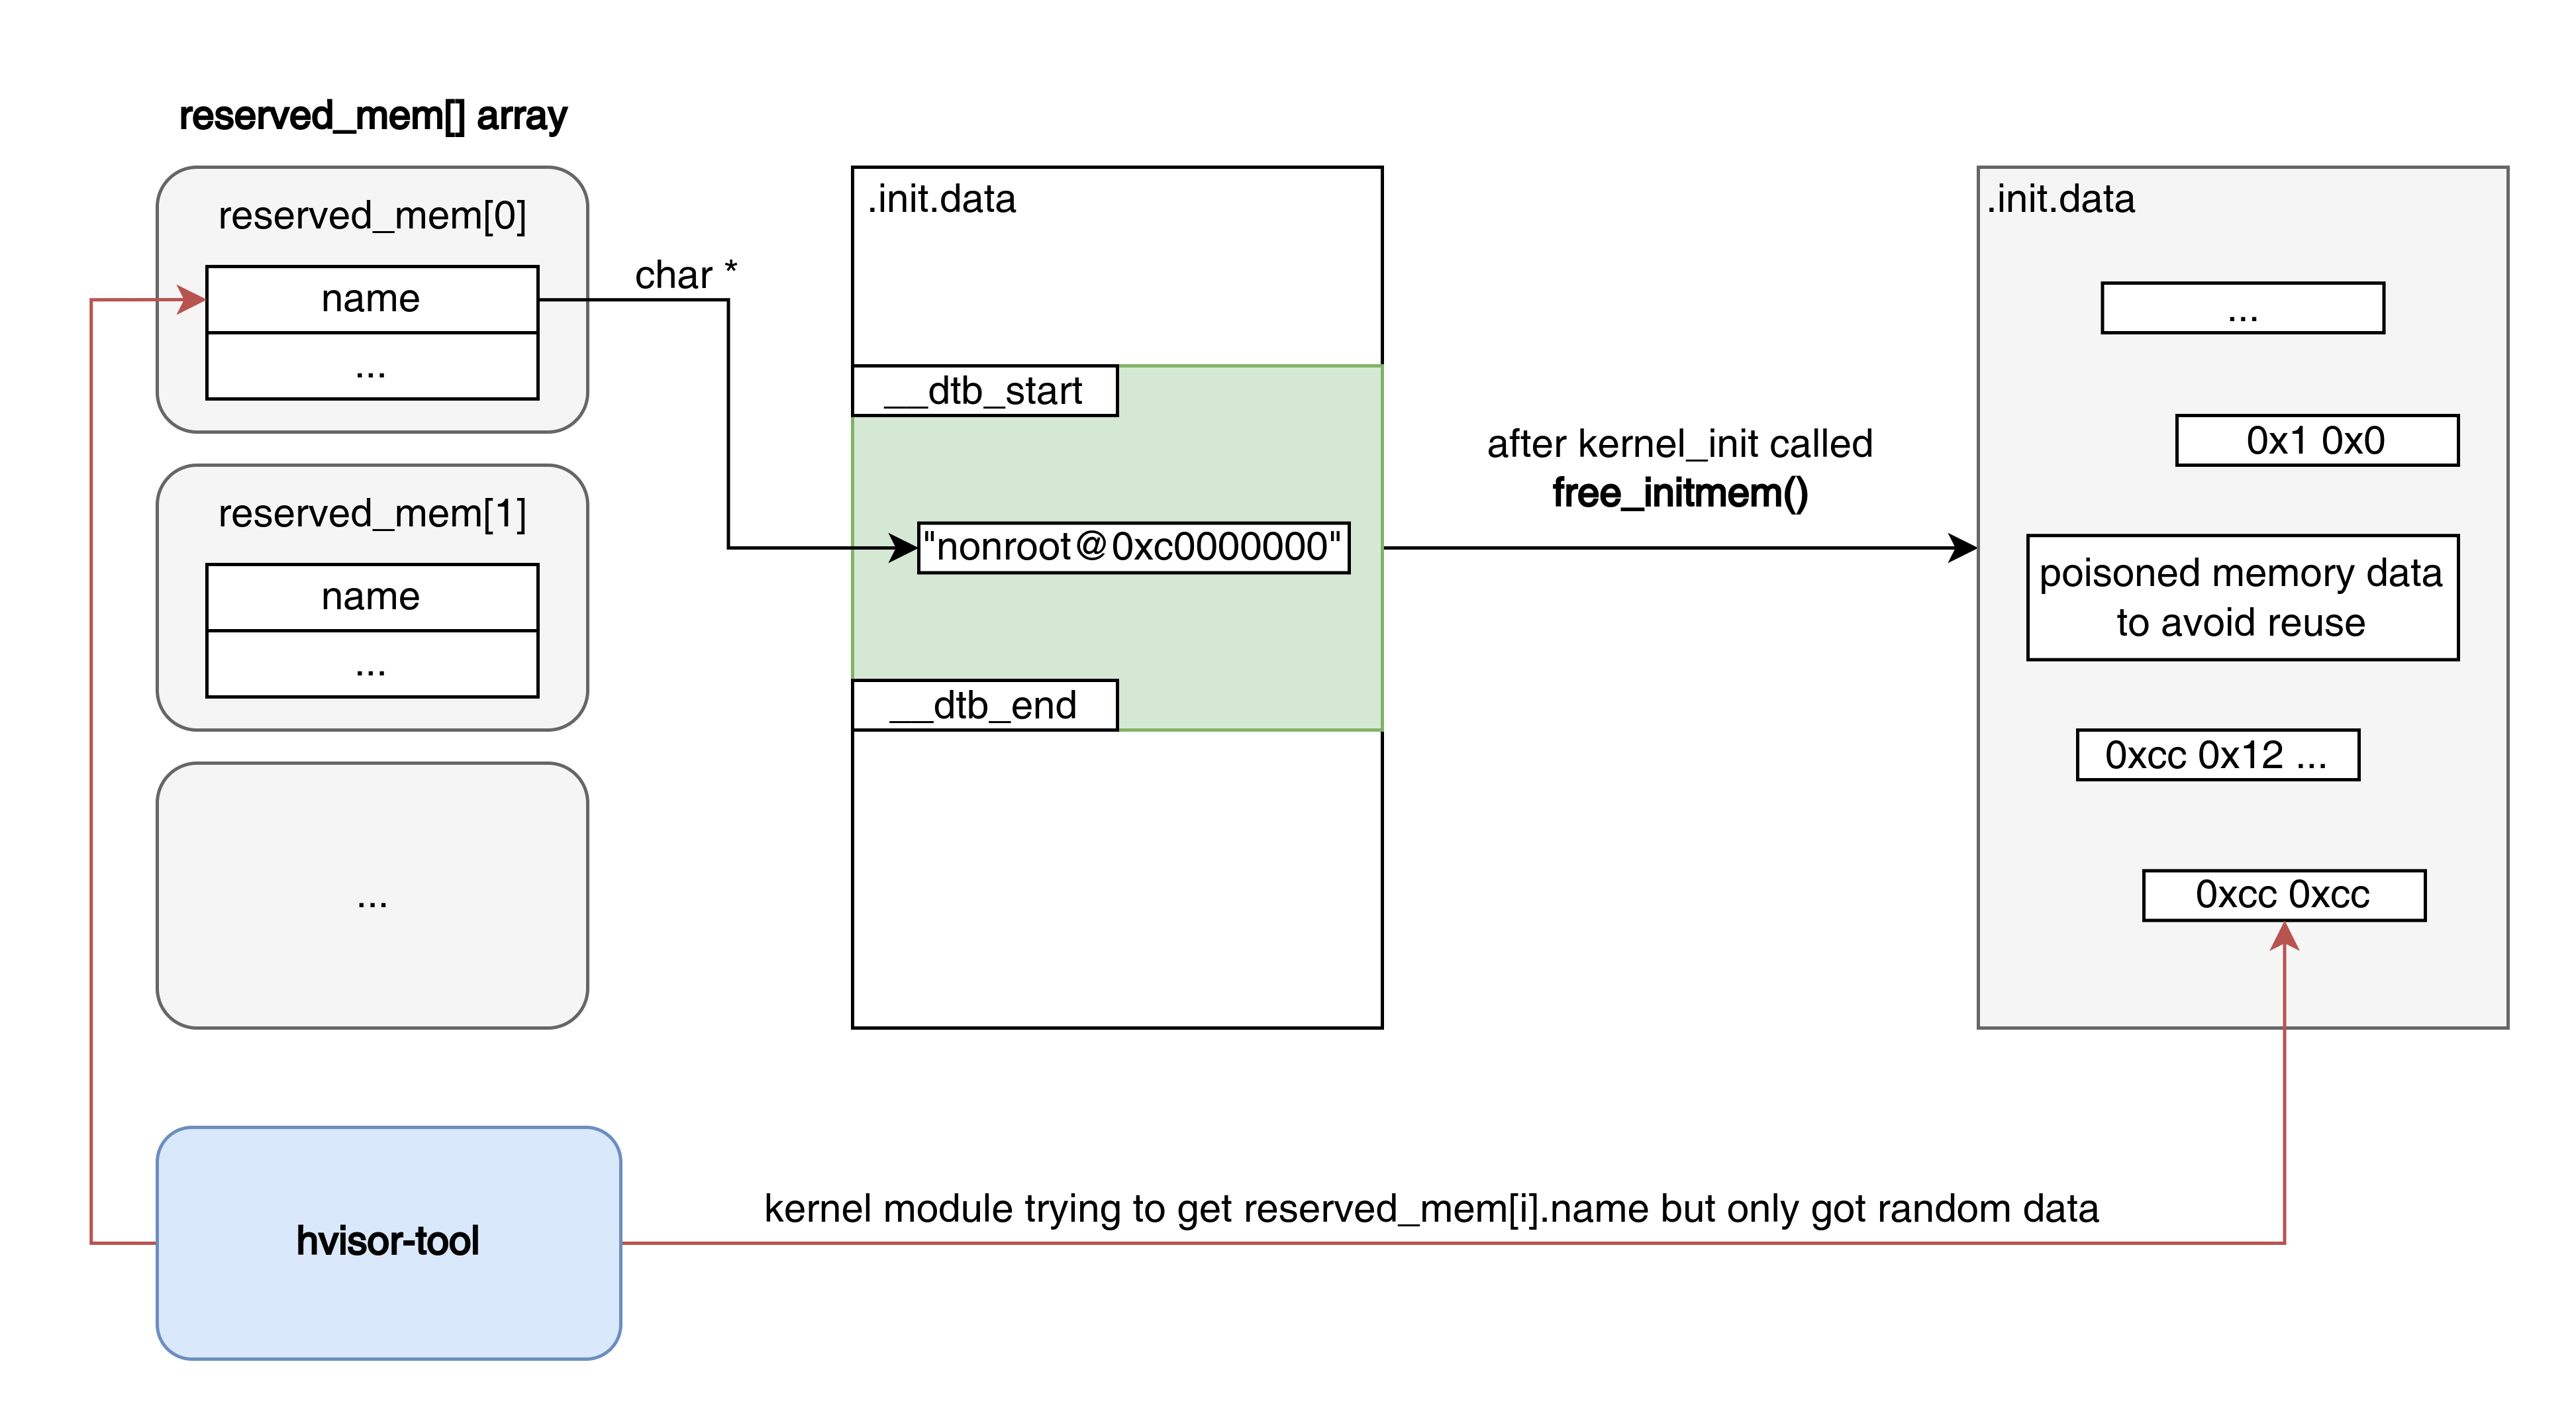 reserved_mem[] array
reserved_mem[0]
name
...
char *
reserved_mem[1]
name
...
...
.init.data
__dtb_start
"nonroot@0xc0000000"
__dtb_end
after kernel_init called
free_initmem()
.init.data
...
0x1 0x0
poisoned memory data
to avoid reuse
0xcc 0x12 ...
0xcc 0xcc
hvisor-tool
kernel module trying to get reserved_mem[i].name but only got random data